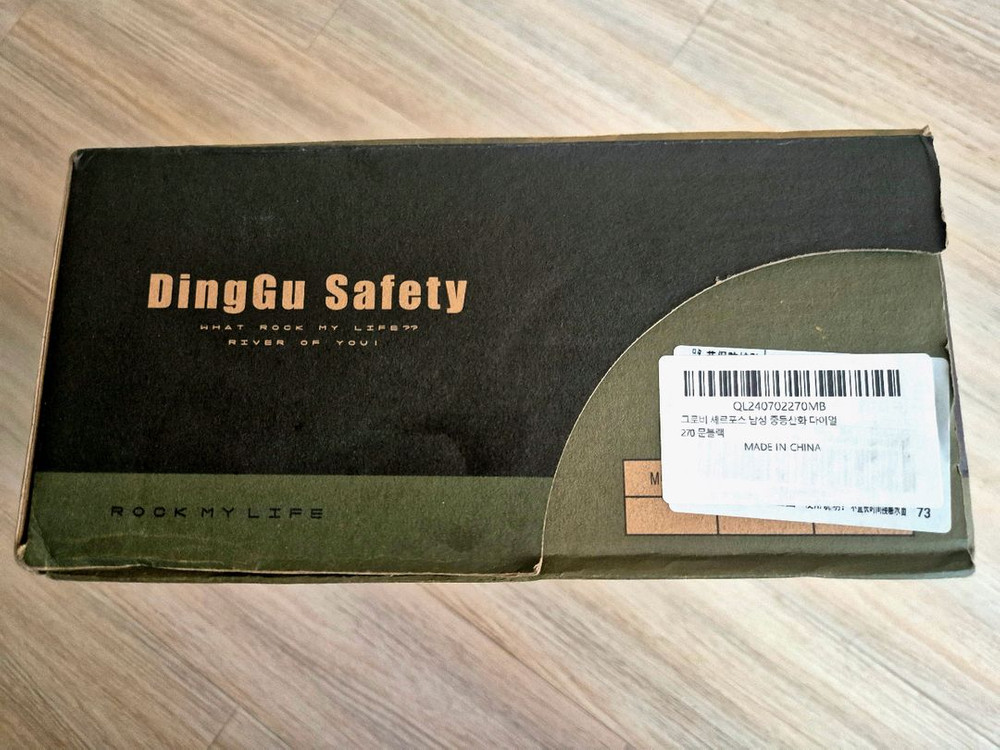 DingGu Safety
WHAT ROCK MY LIFE??
RIVER OF YOU!
ROCK MY LIFE
QL240702270MB
그로비 세르포스 남성 중등산화 다이얼
270 문블랙
MADE IN CHINA
73